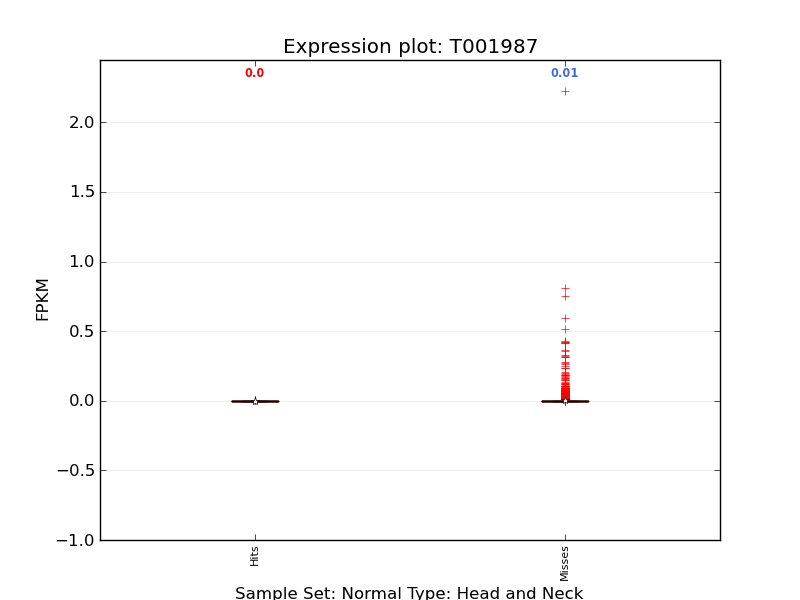 Expression plot: T001987
0.0
0.01
2.0
1.5
1.0
0.5
0.0
−0.5
−1.0
FPKM
Hits
Misses
Sample Set: Normal Type: Head and Neck